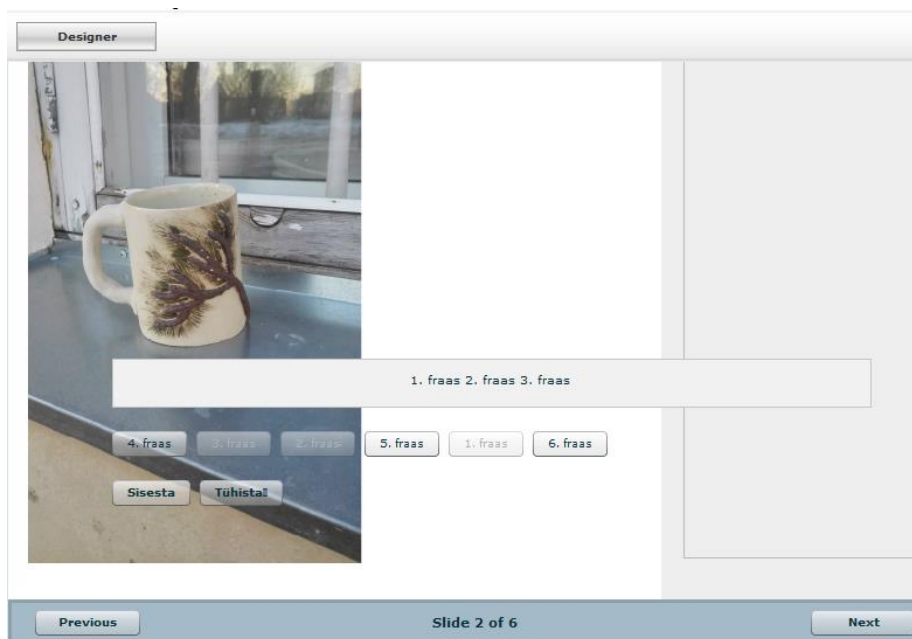 Designer
1. fraas 2. fraas 3. fraas
4. fraas 3. fraas 2. fraas 5. fraas 1. fraas 6. fraas
Sisesta Tühista
Previous Slide 2 of 6 Next